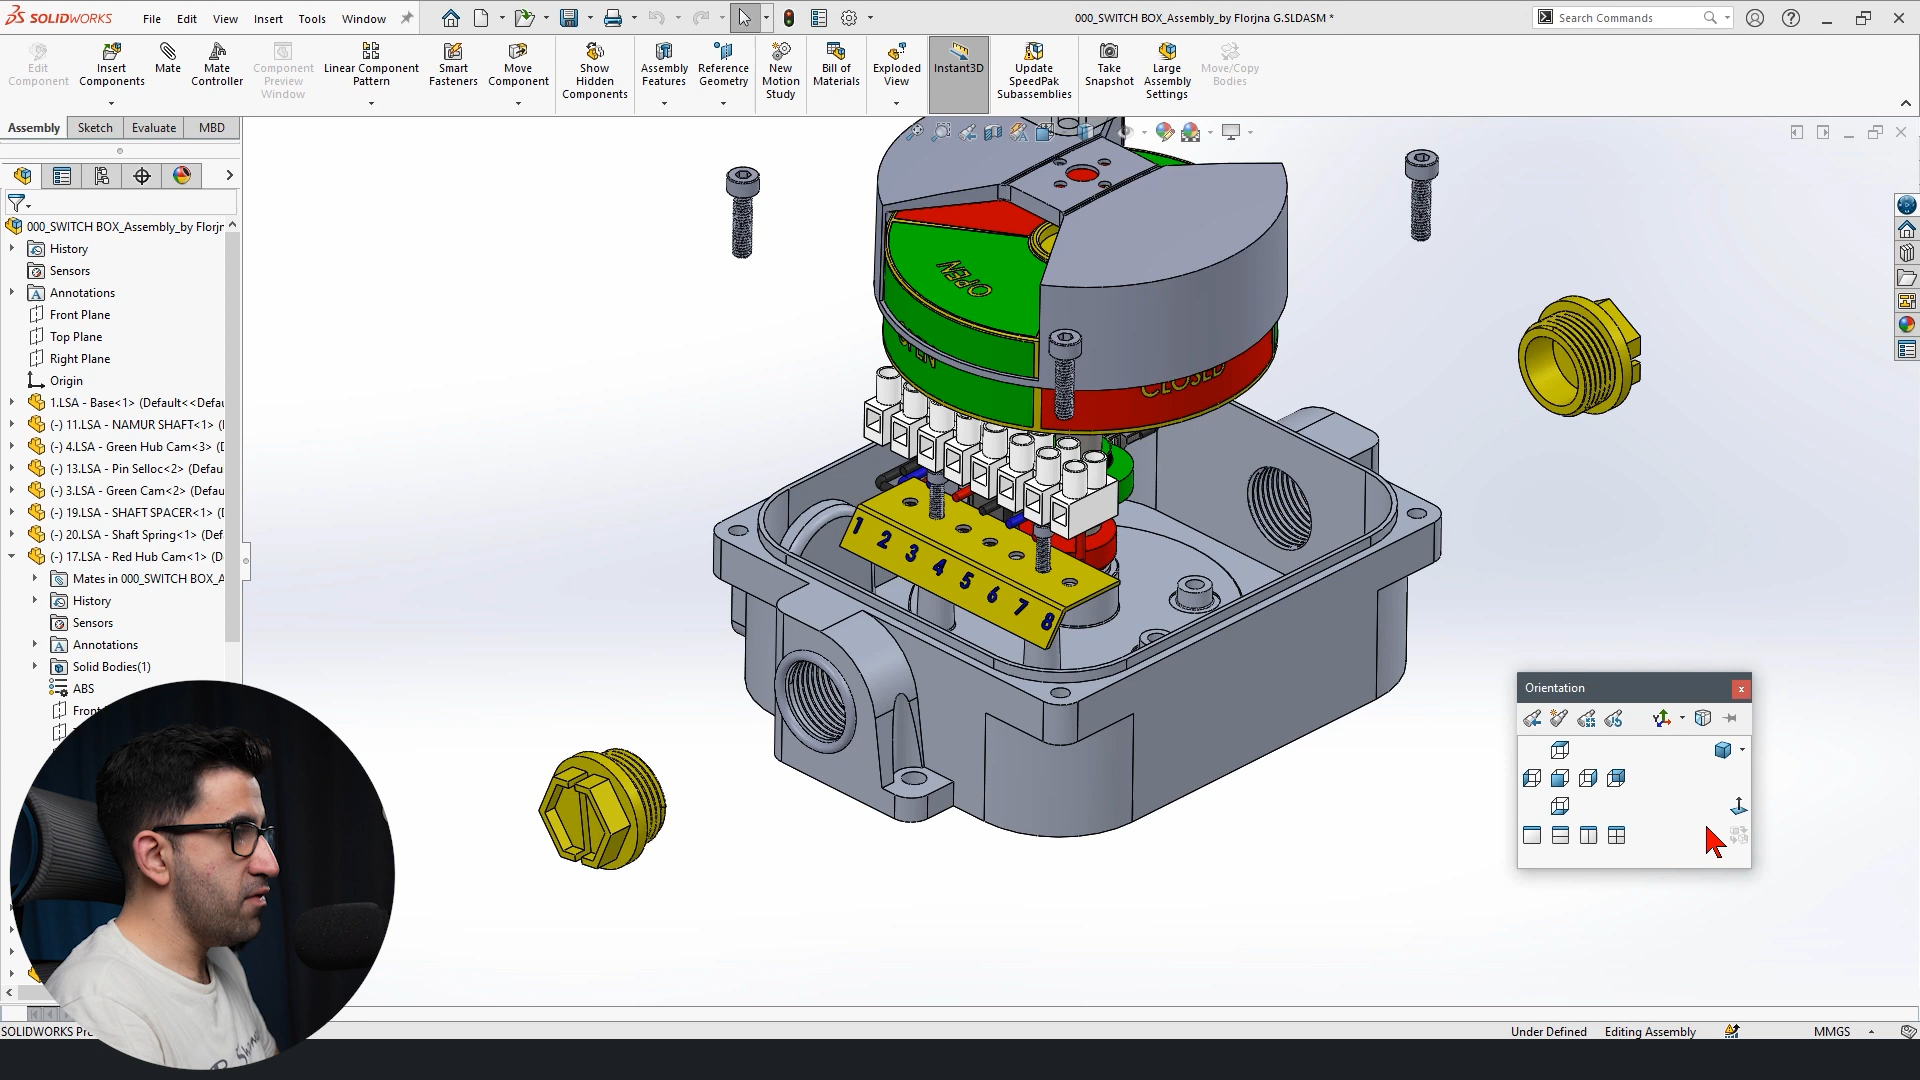 SOLIDWORKS File Edit View Insert Tools Window 000_SWITCH BOX_Assembly_by Florjna G.SLDASM * Search Commands
Edit Component
Insert Components
Mate
Mate Controller
Component Preview Window
Linear Component Pattern
Smart Fasteners
Move Component
Show Hidden Components
Assembly Features
Reference Geometry
New Motion Study
Bill of Materials
Exploded View
Instant3D
Update SpeedPak Subassemblies
Take Snapshot
Large Assembly Settings
Move/Copy Bodies
Assembly Sketch Evaluate MBD
000_SWITCH BOX_Assembly_by Florjr
History
Sensors
Annotations
Front Plane
Top Plane
Right Plane
Origin
1.LSA - Base<1> (Default<<Defau
(-) 11.LSA - NAMUR SHAFT<1> (
(-) 4.LSA - Green Hub Cam<3> (D
(-) 13.LSA - Pin Selloc<2> (Defau
(-) 3.LSA - Green Cam<2> (Defau
(-) 19.LSA - SHAFT SPACER<1> (D
(-) 20.LSA - Shaft Spring<1> (Def
(-) 17.LSA - Red Hub Cam<1> (D
Mates in 000_SWITCH BOX_A
History
Sensors
Annotations
Solid Bodies(1)
ABS
Front
OPEN
OPEN
CLOSED
1 2 3 4 5 6 7 8
Orientation
SOLIDWORKS Pr
Under Defined Editing Assembly MMGS